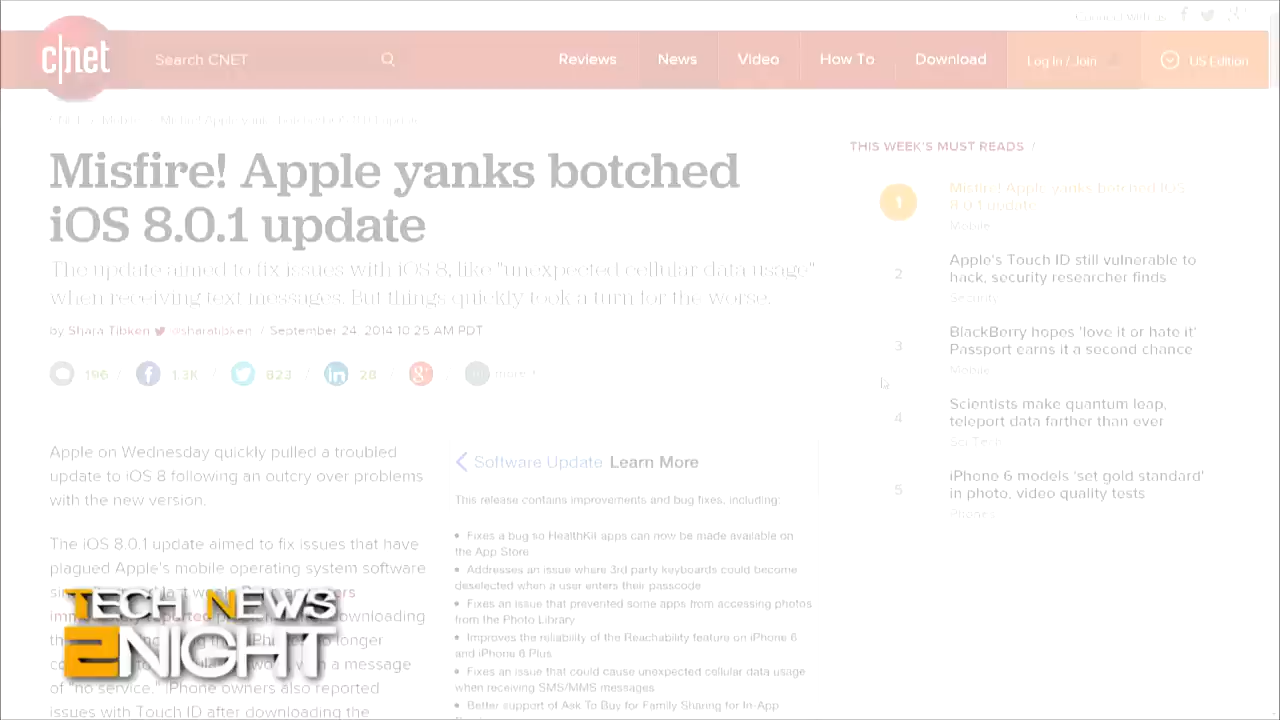 Connect with us
c|net
Search CNET
Reviews
News
Video
How To
Download
Log In / Join
US Edition
Misfire! Apple yanks botched
iOS 8.0.1 update
The update aimed to fix issues with iOS 8, like "unexpected cellular data usage"
when receiving text messages. But things quickly took a turn for the worse.
by Shara Tibken @sharatibken / September 24, 2014 10:25 AM PDT
196 / 1.3K / 823 / 28 / g+ / more +
Apple on Wednesday quickly pulled a troubled
update to iOS 8 following an outcry over problems
with the new version.
The iOS 8.0.1 update aimed to fix issues that have
plagued Apple's mobile operating system software
downloading
longer
a message
of "no service." iPhone owners also reported
issues with Touch ID after downloading the
Software Update Learn More
This release contains improvements and bug fixes, including:
• Fixes a bug so HealthKit apps can now be made available on
the App Store
• Addresses an issue where 3rd party keyboards could become
deselected when a user enters their passcode
• Fixes an issue that prevented some apps from accessing photos
from the Photo Library
• Improves the reliability of the Reachability feature on iPhone 6
and iPhone 6 Plus
• Fixes an issue that could cause unexpected cellular data usage
when receiving SMS/MMS messages
• Better support of Ask To Buy for Family Sharing for In-App
THIS WEEK'S MUST READS /
1
Misfire! Apple yanks botched iOS
8.0.1 update
Mobile
2
Apple's Touch ID still vulnerable to
hack, security researcher finds
Security
3
BlackBerry hopes 'love it or hate it'
Passport earns it a second chance
Mobile
4
Scientists make quantum leap,
teleport data farther than ever
Sci-Tech
5
iPhone 6 models 'set gold standard'
in photo, video quality tests
Phones
TECH NEWS
2NIGHT